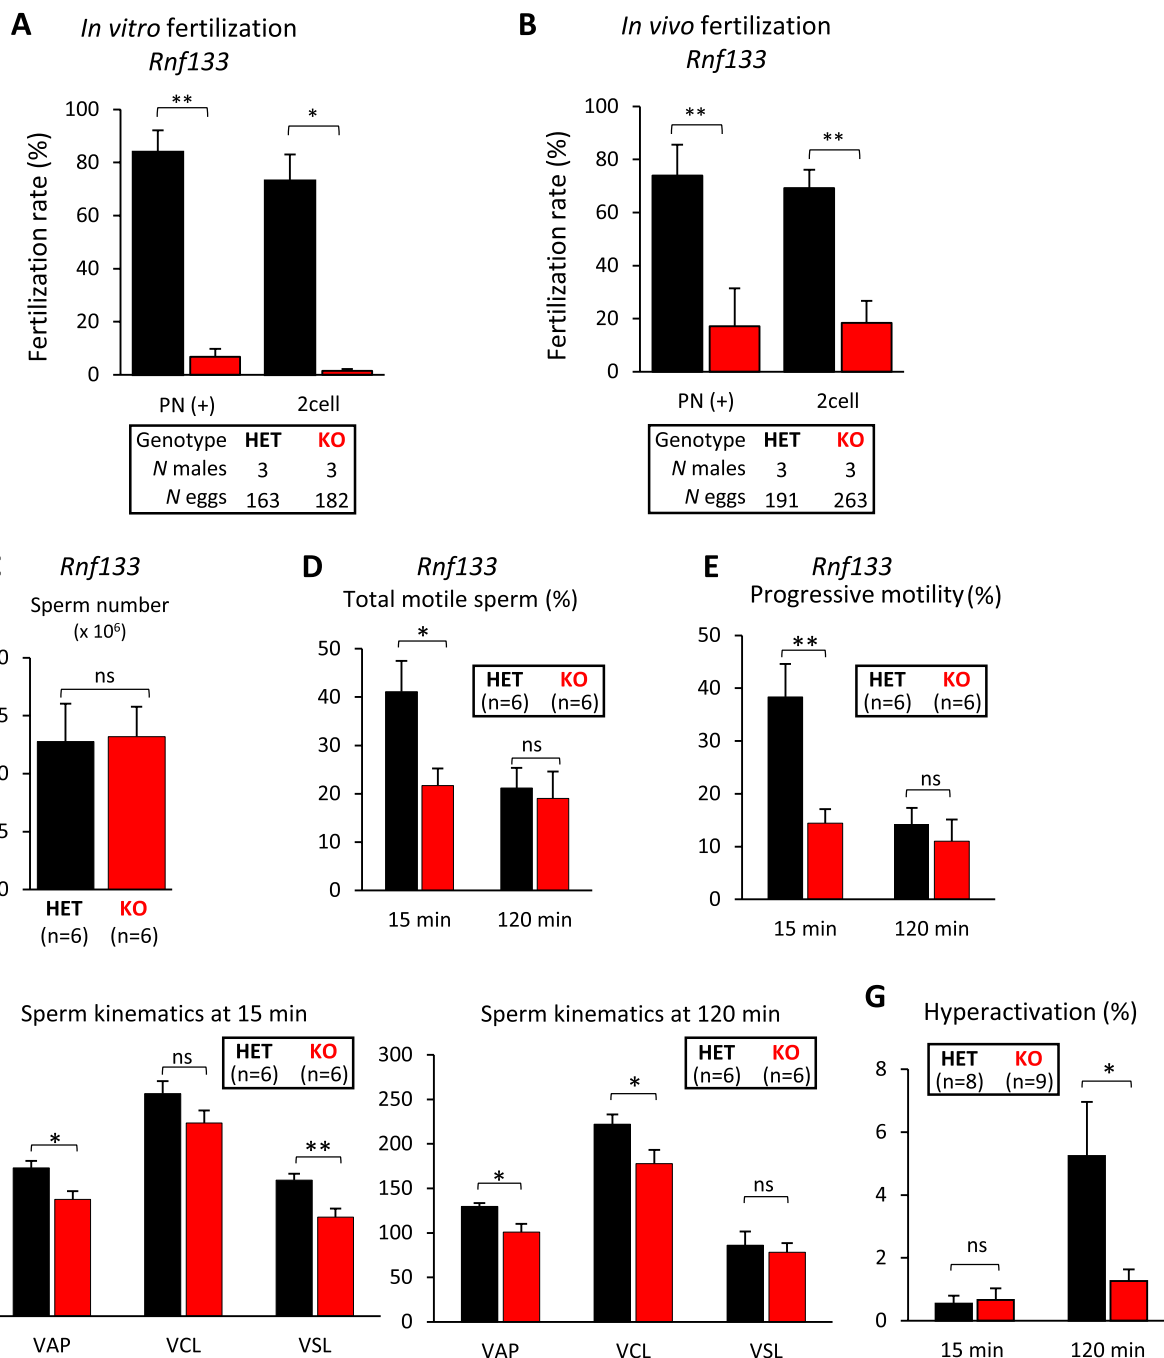 A
In vitro fertilization
Rnf133
Fertilization rate (%)
100
80
60
40
20
0
**
*
PN (+)
2cell
Genotype HET KO
N males 3 3
N eggs 163 182
B
In vivo fertilization
Rnf133
Fertilization rate (%)
100
80
60
40
20
0
**
**
PN (+)
2cell
Genotype HET KO
N males 3 3
N eggs 191 263
Rnf133
Sperm number
(x 10⁶)
ns
0
5
0
5
0
HET KO
(n=6) (n=6)
D
Rnf133
Total motile sperm (%)
50
40
30
20
10
0
*
ns
HET KO
(n=6) (n=6)
15 min
120 min
E
Rnf133
Progressive motility (%)
50
40
30
20
10
0
**
ns
HET KO
(n=6) (n=6)
15 min
120 min
Sperm kinematics at 15 min
HET KO
(n=6) (n=6)
*
ns
**
VAP
VCL
VSL
Sperm kinematics at 120 min
300
250
200
150
100
50
0
HET KO
(n=6) (n=6)
*
*
ns
VAP
VCL
VSL
G
Hyperactivation (%)
8
6
4
2
0
HET KO
(n=8) (n=9)
ns
*
15 min
120 min